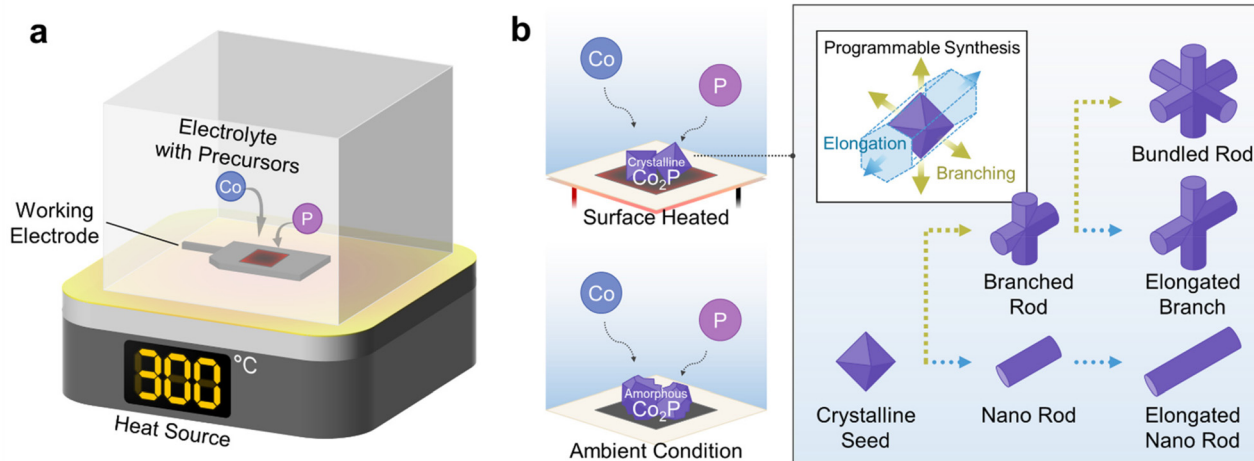 a
Electrolyte
with Precursors
Co
P
Working
Electrode
300 °C
Heat Source
b
Co
P
Crystalline
Co₂P
Surface Heated
Co
P
Amorphous
Co₂P
Ambient Condition
Programmable Synthesis
Elongation
Branching
Bundled Rod
Branched
Rod
Elongated
Branch
Crystalline
Seed
Nano Rod
Elongated
Nano Rod